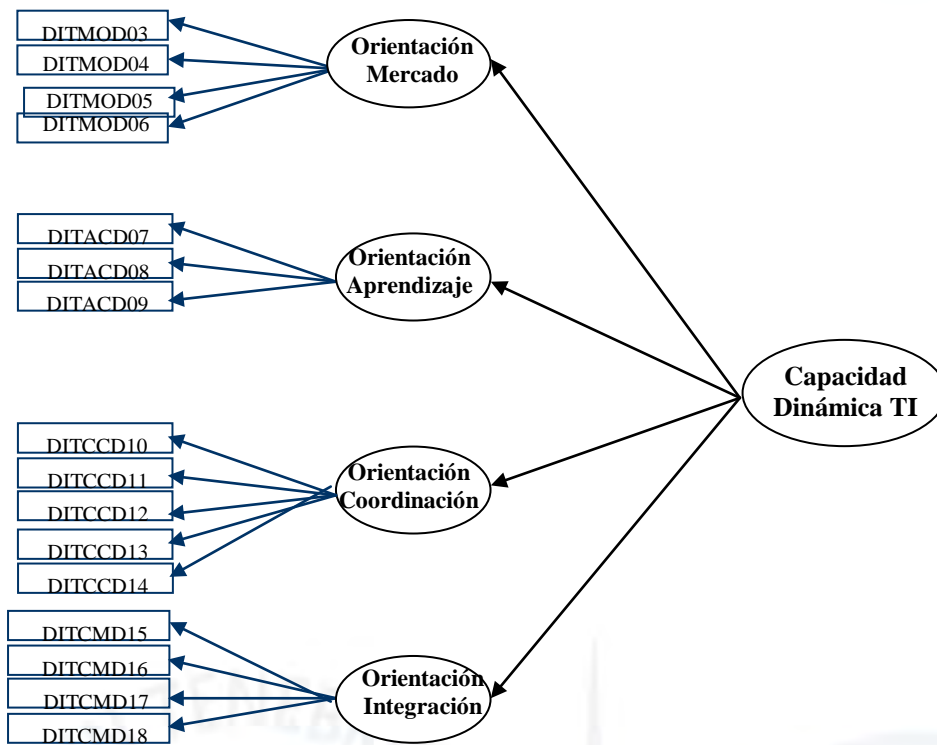 DITMOD03
DITMOD04
DITMOD05
DITMOD06
Orientación
Mercado
DITACD07
DITACD08
DITACD09
Orientación
Aprendizaje
Capacidad
Dinámica TI
DITCCD10
DITCCD11
DITCCD12
DITCCD13
DITCCD14
Orientación
Coordinación
DITCMD15
DITCMD16
DITCMD17
DITCMD18
Orientación
Integración